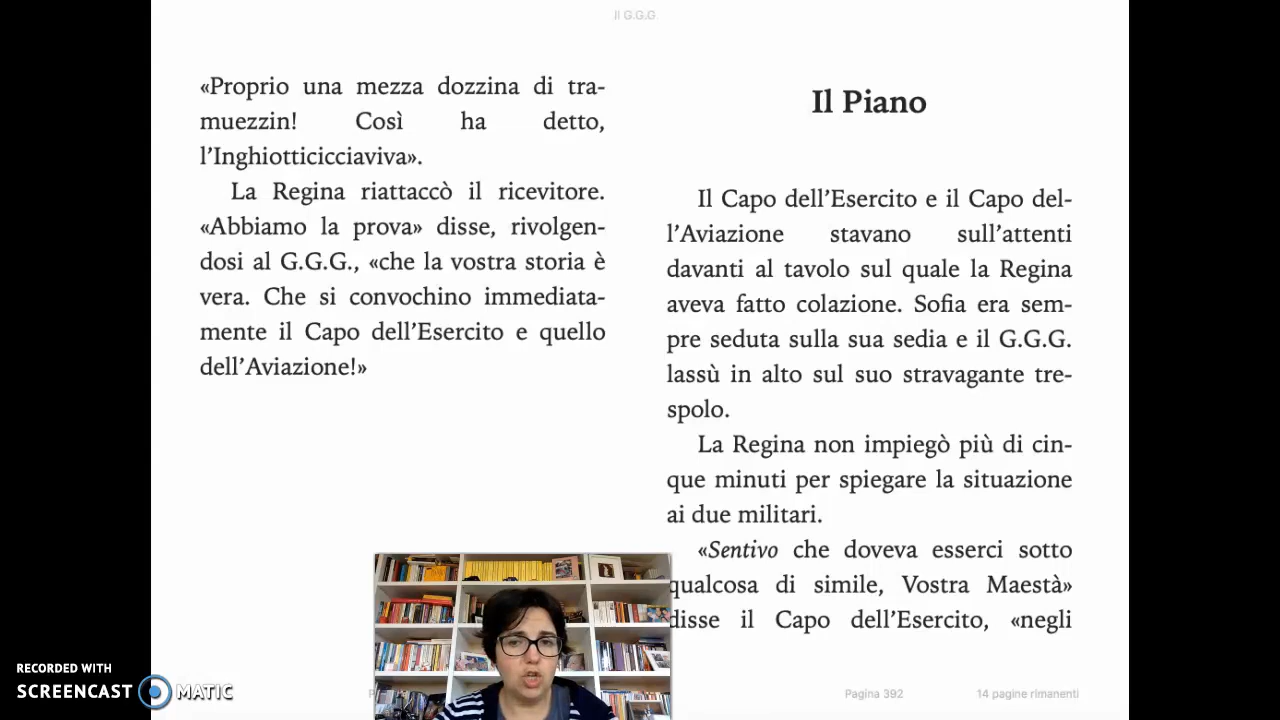 Il G.G.G.
«Proprio una mezza dozzina di tra-
muezzin! Così ha detto,
l'Inghiotticicciaviva».
La Regina riattaccò il ricevitore.
«Abbiamo la prova» disse, rivolgen-
dosi al G.G.G., «che la vostra storia è
vera. Che si convochino immediata-
mente il Capo dell'Esercito e quello
dell'Aviazione!»
Il Piano
Il Capo dell'Esercito e il Capo del-
l'Aviazione stavano sull'attenti
davanti al tavolo sul quale la Regina
aveva fatto colazione. Sofia era sem-
pre seduta sulla sua sedia e il G.G.G.
lassù in alto sul suo stravagante tre-
spolo.
La Regina non impiegò più di cin-
que minuti per spiegare la situazione
ai due militari.
«Sentivo che doveva esserci sotto
qualcosa di simile, Vostra Maestà»
disse il Capo dell'Esercito, «negli
Pagina 392
14 pagine rimanenti
RECORDED WITH
SCREENCAST MATIC